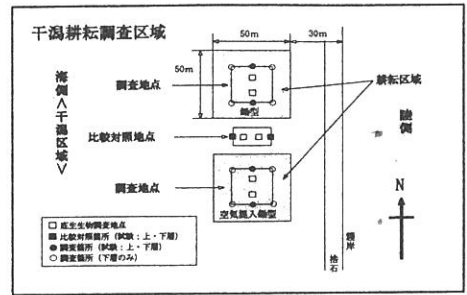 干潟耕耘調査区域
50m
30m
50m
海側<干潟区域>
調査地点
鋤型
耕耘区域
陸側
比較対照地点
調査地点
空気混入鋤型
N
護岸
捨石
□ 底生生物調査地点
■ 比較対照箇所（試験：上・下層）
● 調査箇所（試験：上・下層）
○ 調査箇所（下層のみ）